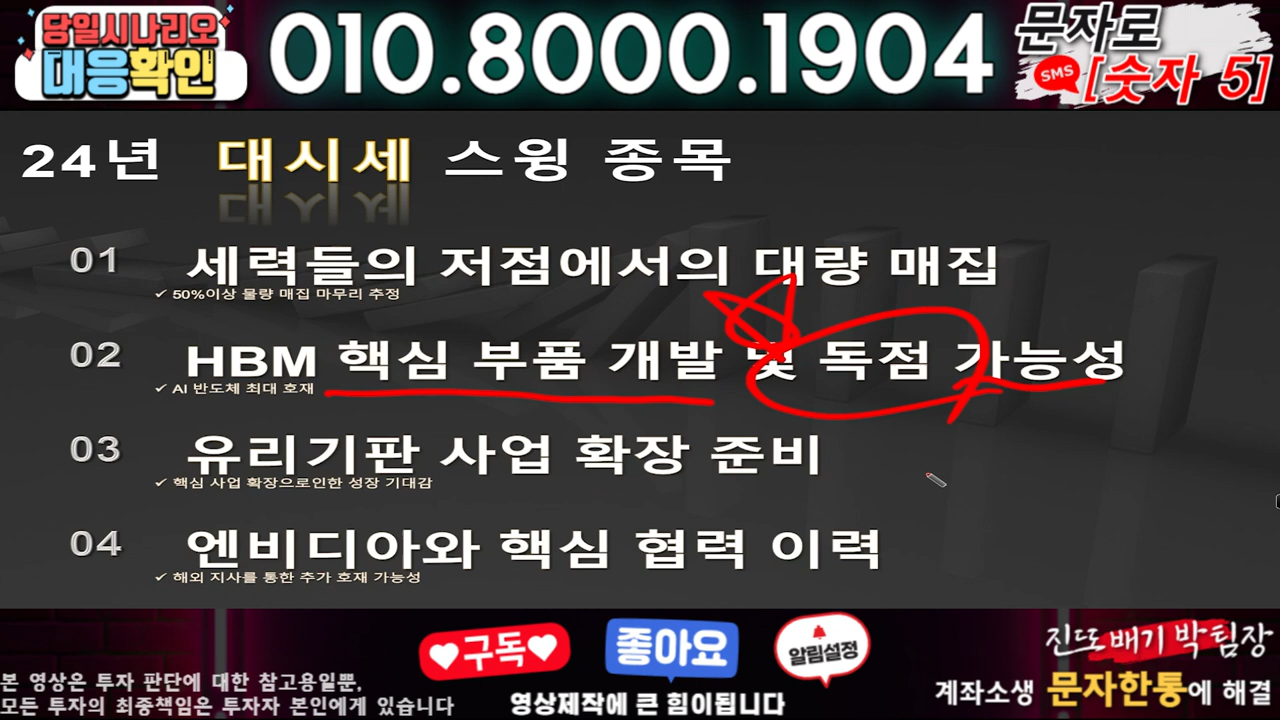 당일시나리오
대응확인
010.8000.1904
문자로
SMS
[숫자 5]
24년 대시세 스윙 종목
01 세력들의 저점에서의 대량 매집
✓ 50%이상 물량 매집 마무리 추정
02 HBM 핵심 부품 개발 및 독점 가능성
✓ AI 반도체 최대 호재
03 유리기판 사업 확장 준비
✓ 핵심 사업 확장으로인한 성장 기대감
04 엔비디아와 핵심 협력 이력
✓ 해외 지사를 통한 추가 호재 가능성
구독
좋아요
알림설정
영상제작에 큰 힘이됩니다
본 영상은 투자 판단에 대한 참고용일뿐,
모든 투자의 최종책임은 투자자 본인에게 있습니다
진또배기 박팀장
계좌소생 문자한통에 해결